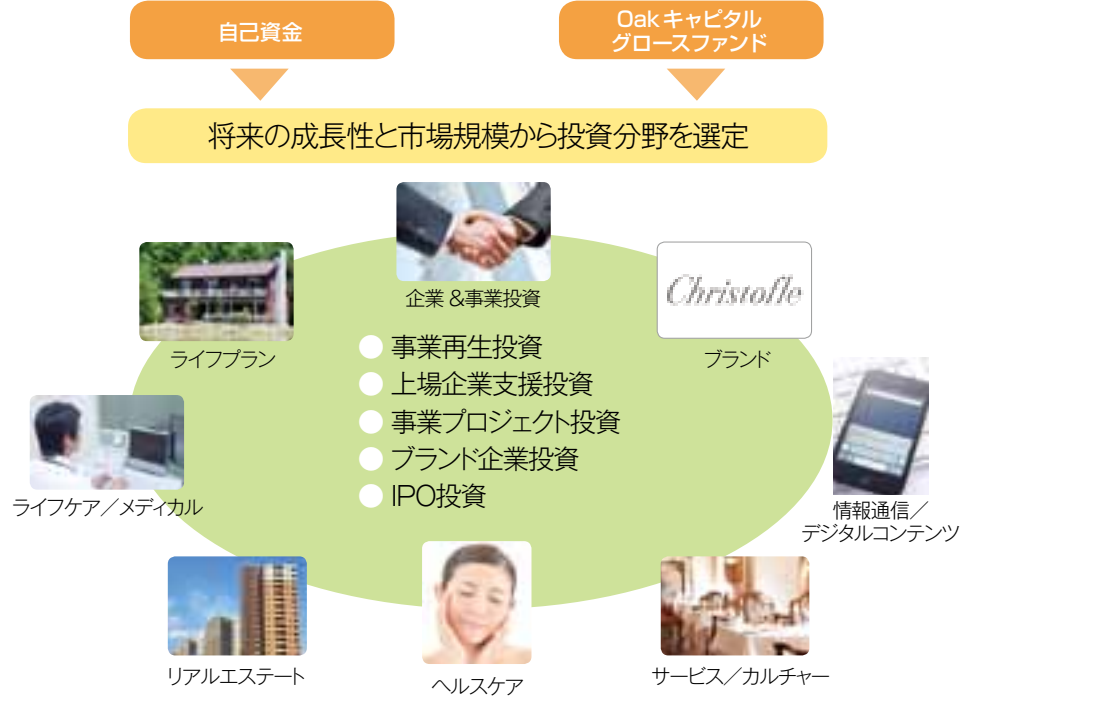 自己資金
Oakキャピタル
グロースファンド
将来の成長性と市場規模から投資分野を選定
企業&事業投資
Christofle
ライフプラン
ブランド
事業再生投資
上場企業支援投資
事業プロジェクト投資
ブランド企業投資
IPO投資
ライフケア／メディカル
情報通信／
デジタルコンテンツ
リアルエステート
ヘルスケア
サービス／カルチャー